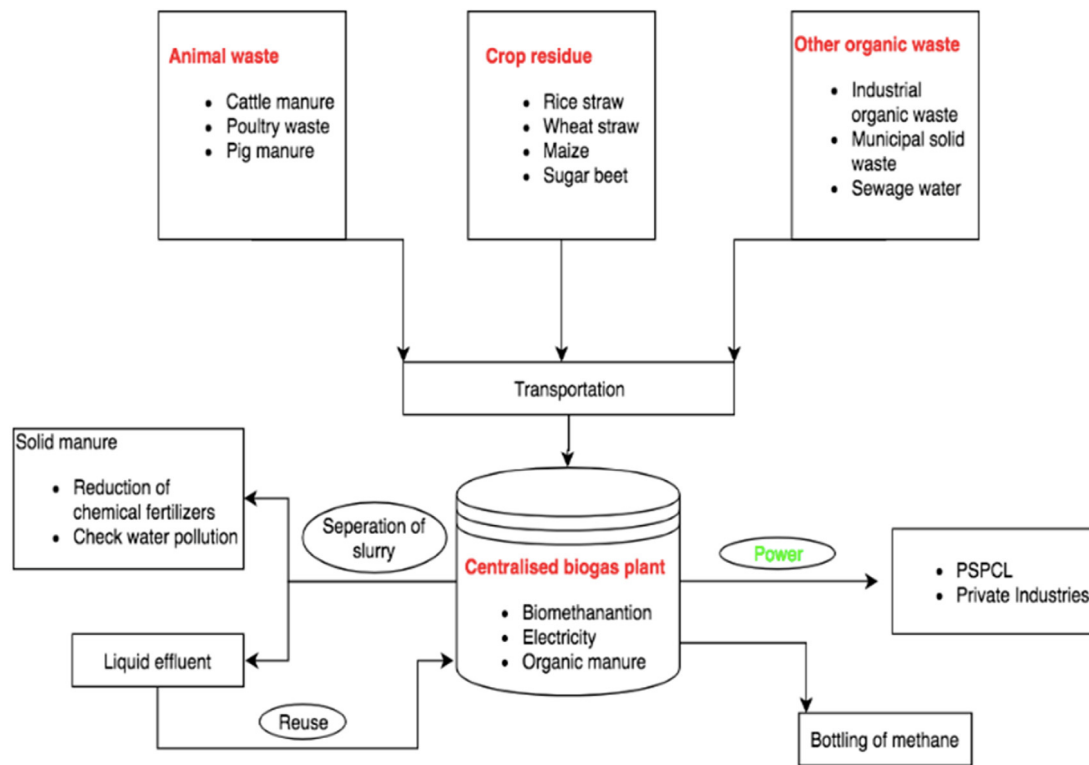 Animal waste
• Cattle manure
• Poultry waste
• Pig manure
Crop residue
• Rice straw
• Wheat straw
• Maize
• Sugar beet
Other organic waste
• Industrial
organic waste
• Municipal solid
waste
• Sewage water
Transportation
Solid manure
• Reduction of
chemical fertilizers
• Check water pollution
Seperation of
slurry
Centralised biogas plant
• Biomethanantion
• Electricity
• Organic manure
Power
• PSPCL
• Private Industries
Liquid effluent
Reuse
Bottling of methane